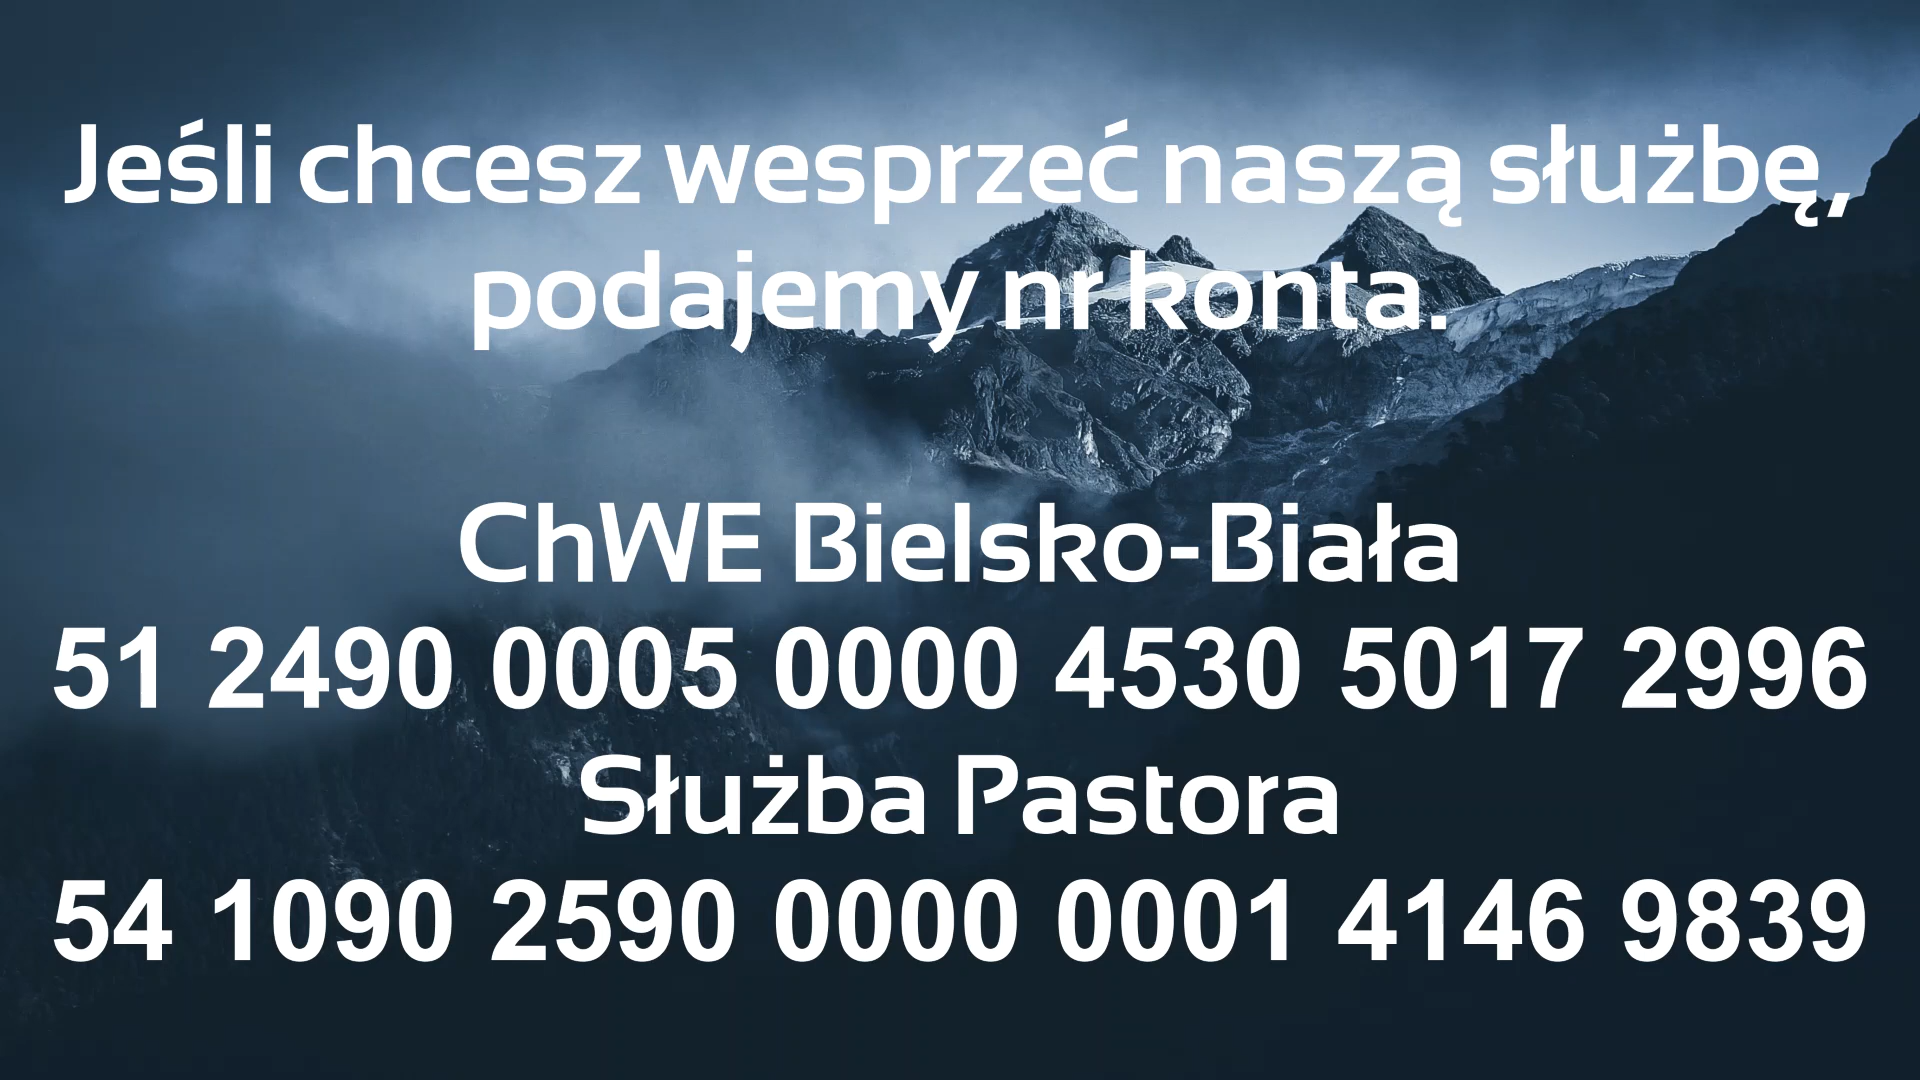 Jeśli chcesz wesprzeć naszą służbę,
podajemy nr konta.
ChWE Bielsko-Biała
51 2490 0005 0000 4530 5017 2996
Służba Pastora
54 1090 2590 0000 0001 4146 9839